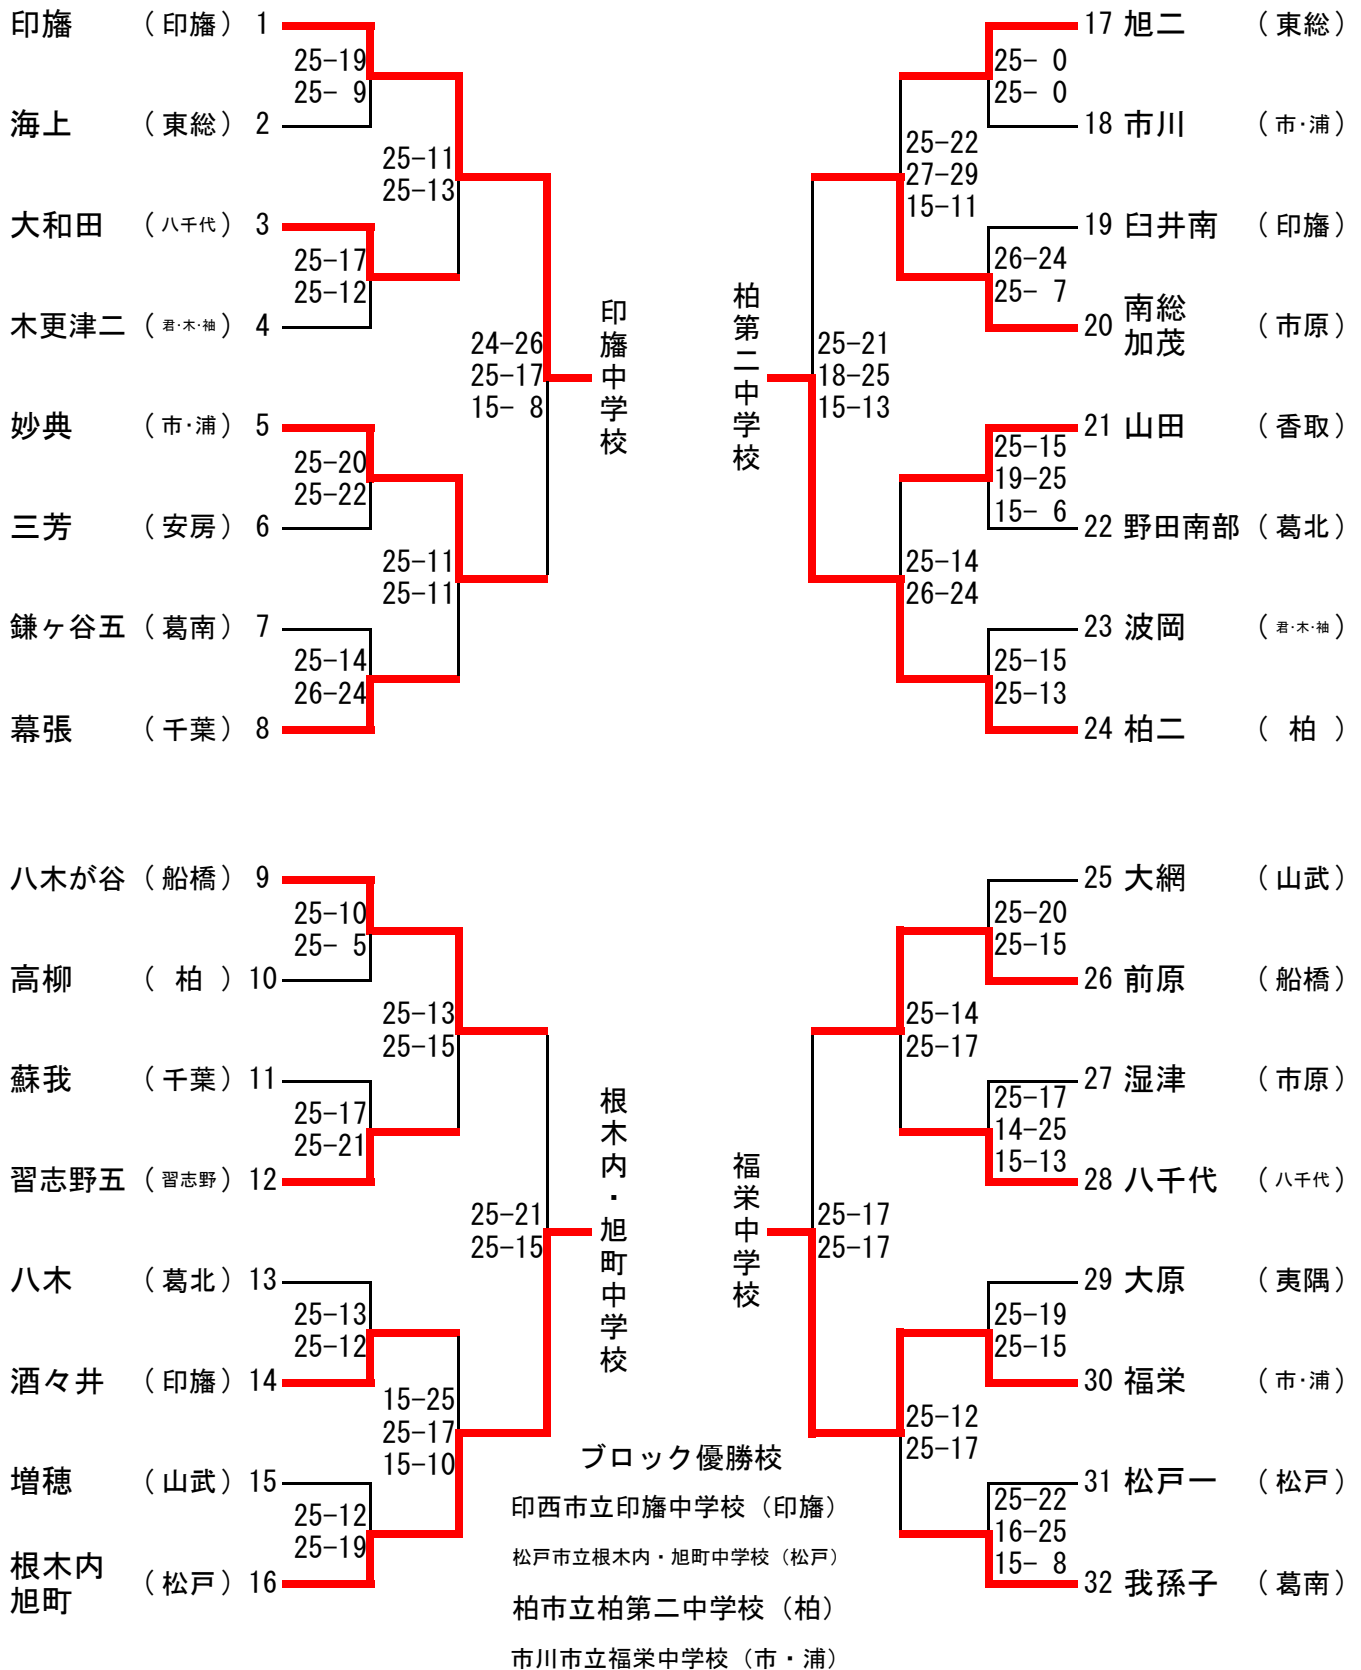 印旛 （印旛） 1
25-19
25- 9
海上 （東総） 2
25-11
25-13
大和田 （八千代） 3
25-17
25-12
木更津二 （君・木・袖） 4
24-26
25-17
15- 8
印旛中学校
妙典 （市・浦） 5
25-20
25-22
三芳 （安房） 6
25-11
25-11
鎌ヶ谷五 （葛南） 7
25-14
26-24
幕張 （千葉） 8
17 旭二 （東総）
25- 0
25- 0
18 市川 （市・浦）
25-22
27-29
15-11
19 臼井南 （印旛）
26-24
25- 7
20 南総
加茂 （市原）
柏第二中学校
25-21
18-25
15-13
21 山田 （香取）
25-15
19-25
15- 6
22 野田南部 （葛北）
25-14
26-24
23 波岡 （君・木・袖）
25-15
25-13
24 柏二 （ 柏 ）
八木が谷 （船橋） 9
25-10
25- 5
高柳 （ 柏 ） 10
25-13
25-15
蘇我 （千葉） 11
25-17
25-21
習志野五 （習志野） 12
25-21
25-15
根木内・旭町中学校
八木 （葛北） 13
25-13
25-12
酒々井 （印旛） 14
15-25
25-17
15-10
増穂 （山武） 15
25-12
25-19
根木内
旭町 （松戸） 16
25 大網 （山武）
25-20
25-15
26 前原 （船橋）
25-14
25-17
27 湿津 （市原）
25-17
14-25
15-13
28 八千代 （八千代）
福栄中学校
25-17
25-17
29 大原 （夷隅）
25-19
25-15
30 福栄 （市・浦）
25-12
25-17
31 松戸一 （松戸）
25-22
16-25
15- 8
32 我孫子 （葛南）
ブロック優勝校
印西市立印旛中学校（印旛）
松戸市立根木内・旭町中学校（松戸）
柏市立柏第二中学校（柏）
市川市立福栄中学校（市・浦）